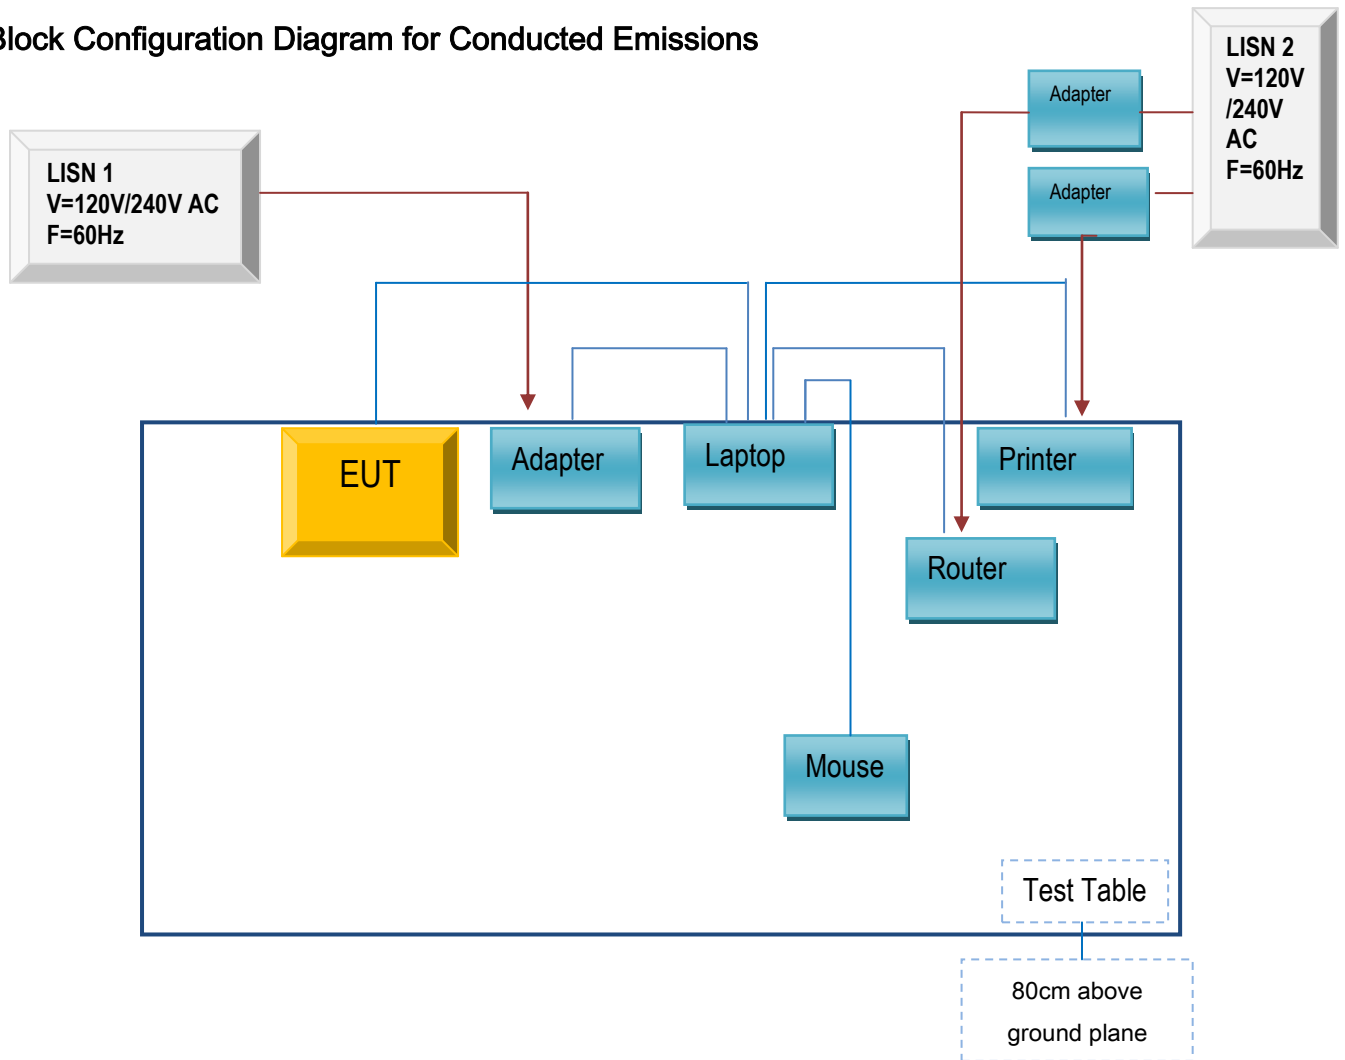 Block Configuration Diagram for Conducted Emissions
LISN 2
V=120V
/240V
AC
F=60Hz
Adapter
Adapter
LISN 1
V=120V/240V AC
F=60Hz
EUT
Adapter
Laptop
Printer
Router
Mouse
Test Table
80cm above
ground plane